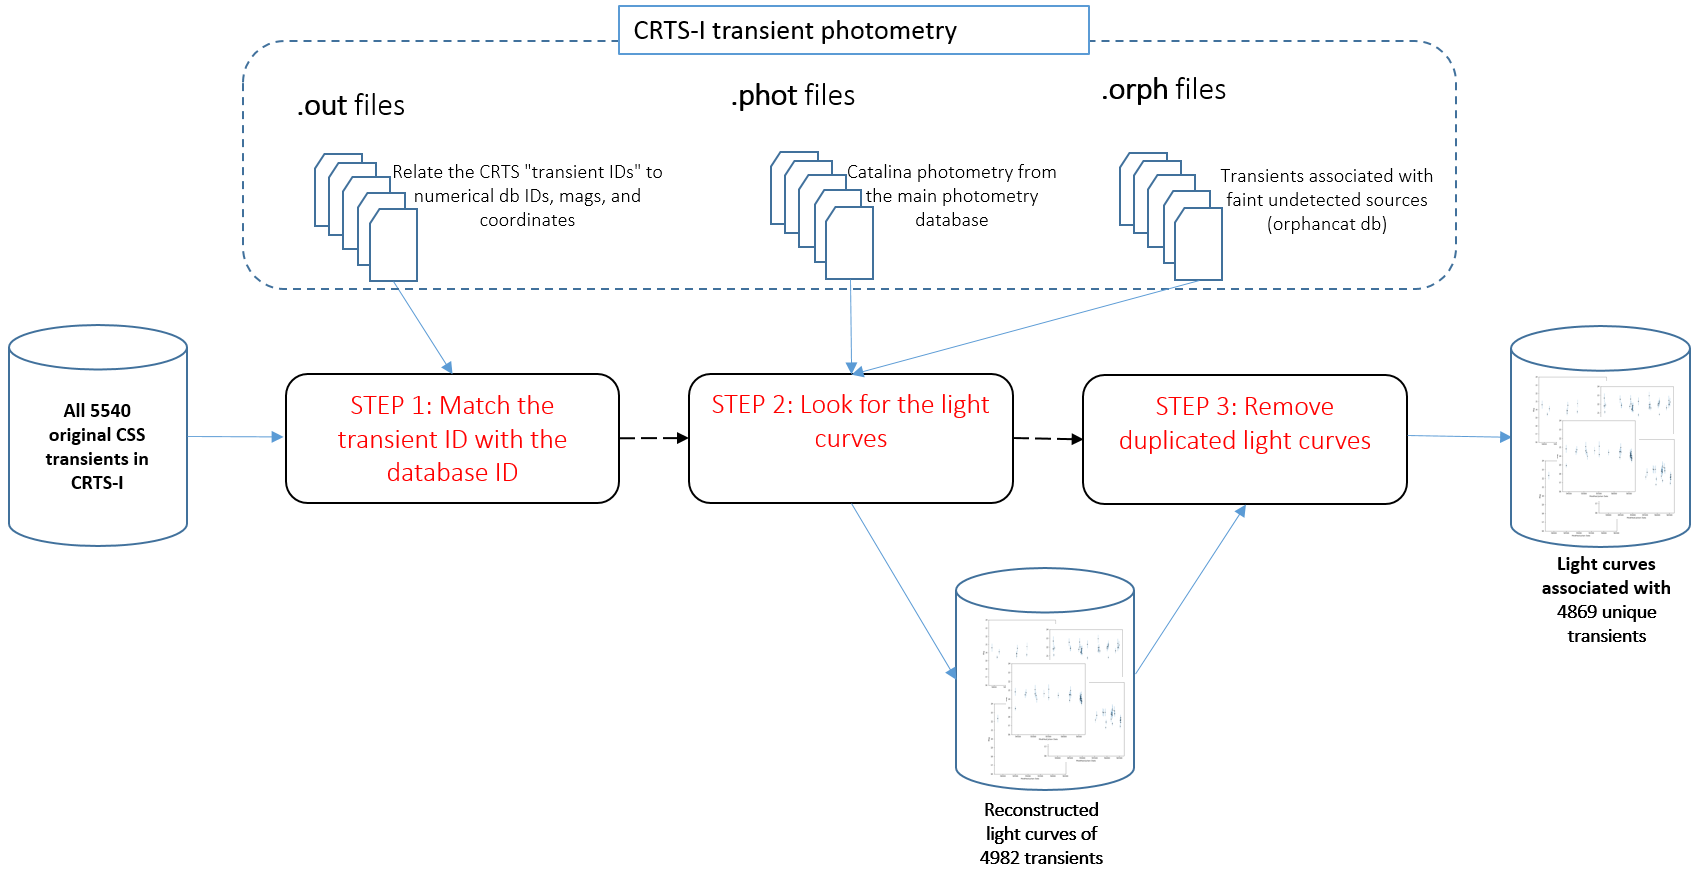 CRTS-I transient photometry
.out files
.phot files
.orph files
Relate the CRTS "transient IDs" to
numerical db IDs, mags, and
coordinates
Catalina photometry from
the main photometry
database
Transients associated with
faint undetected sources
(orphancat db)
All 5540
original CSS
transients in
CRTS-I
STEP 1: Match the
transient ID with the
database ID
STEP 2: Look for the light
curves
STEP 3: Remove
duplicated light curves
Light curves
associated with
4869 unique
transients
Reconstructed
light curves of
4982 transients